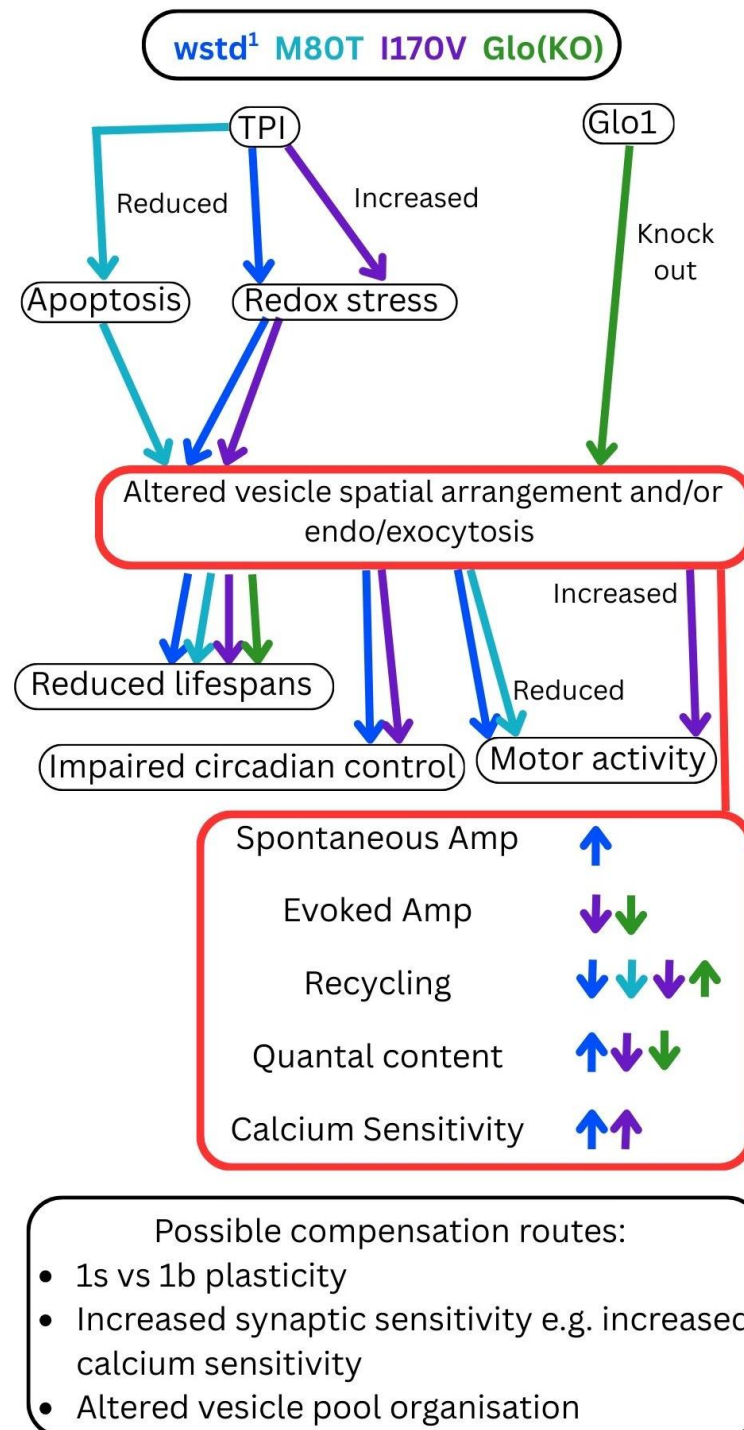 wstd¹ M80T I170V Glo(KO)
TPI
Glo1
Reduced
Increased
Knock
out
Apoptosis
Redox stress
Altered vesicle spatial arrangement and/or
endo/exocytosis
Increased
Reduced lifespans
Reduced
Impaired circadian control
Motor activity
Spontaneous Amp
Evoked Amp
Recycling
Quantal content
Calcium Sensitivity
Possible compensation routes:
• 1s vs 1b plasticity
• Increased synaptic sensitivity e.g. increased
calcium sensitivity
• Altered vesicle pool organisation